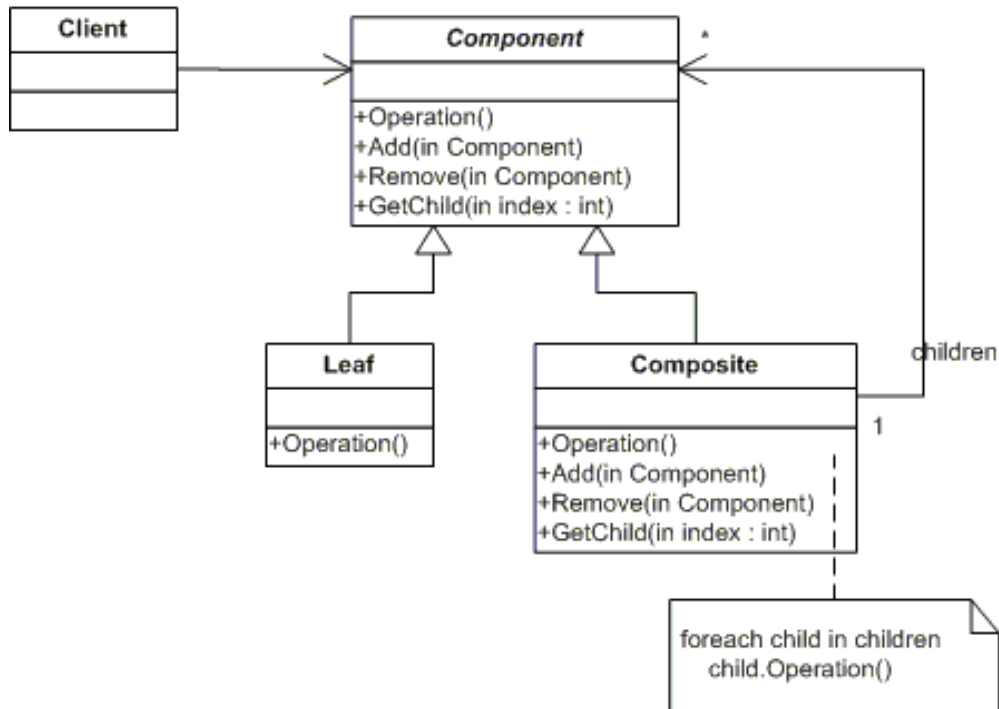 Client
Component
*
+Operation()
+Add(in Component)
+Remove(in Component)
+GetChild(in index : int)
children
Leaf
+Operation()
Composite
1
+Operation()
+Add(in Component)
+Remove(in Component)
+GetChild(in index : int)
foreach child in children
child.Operation()